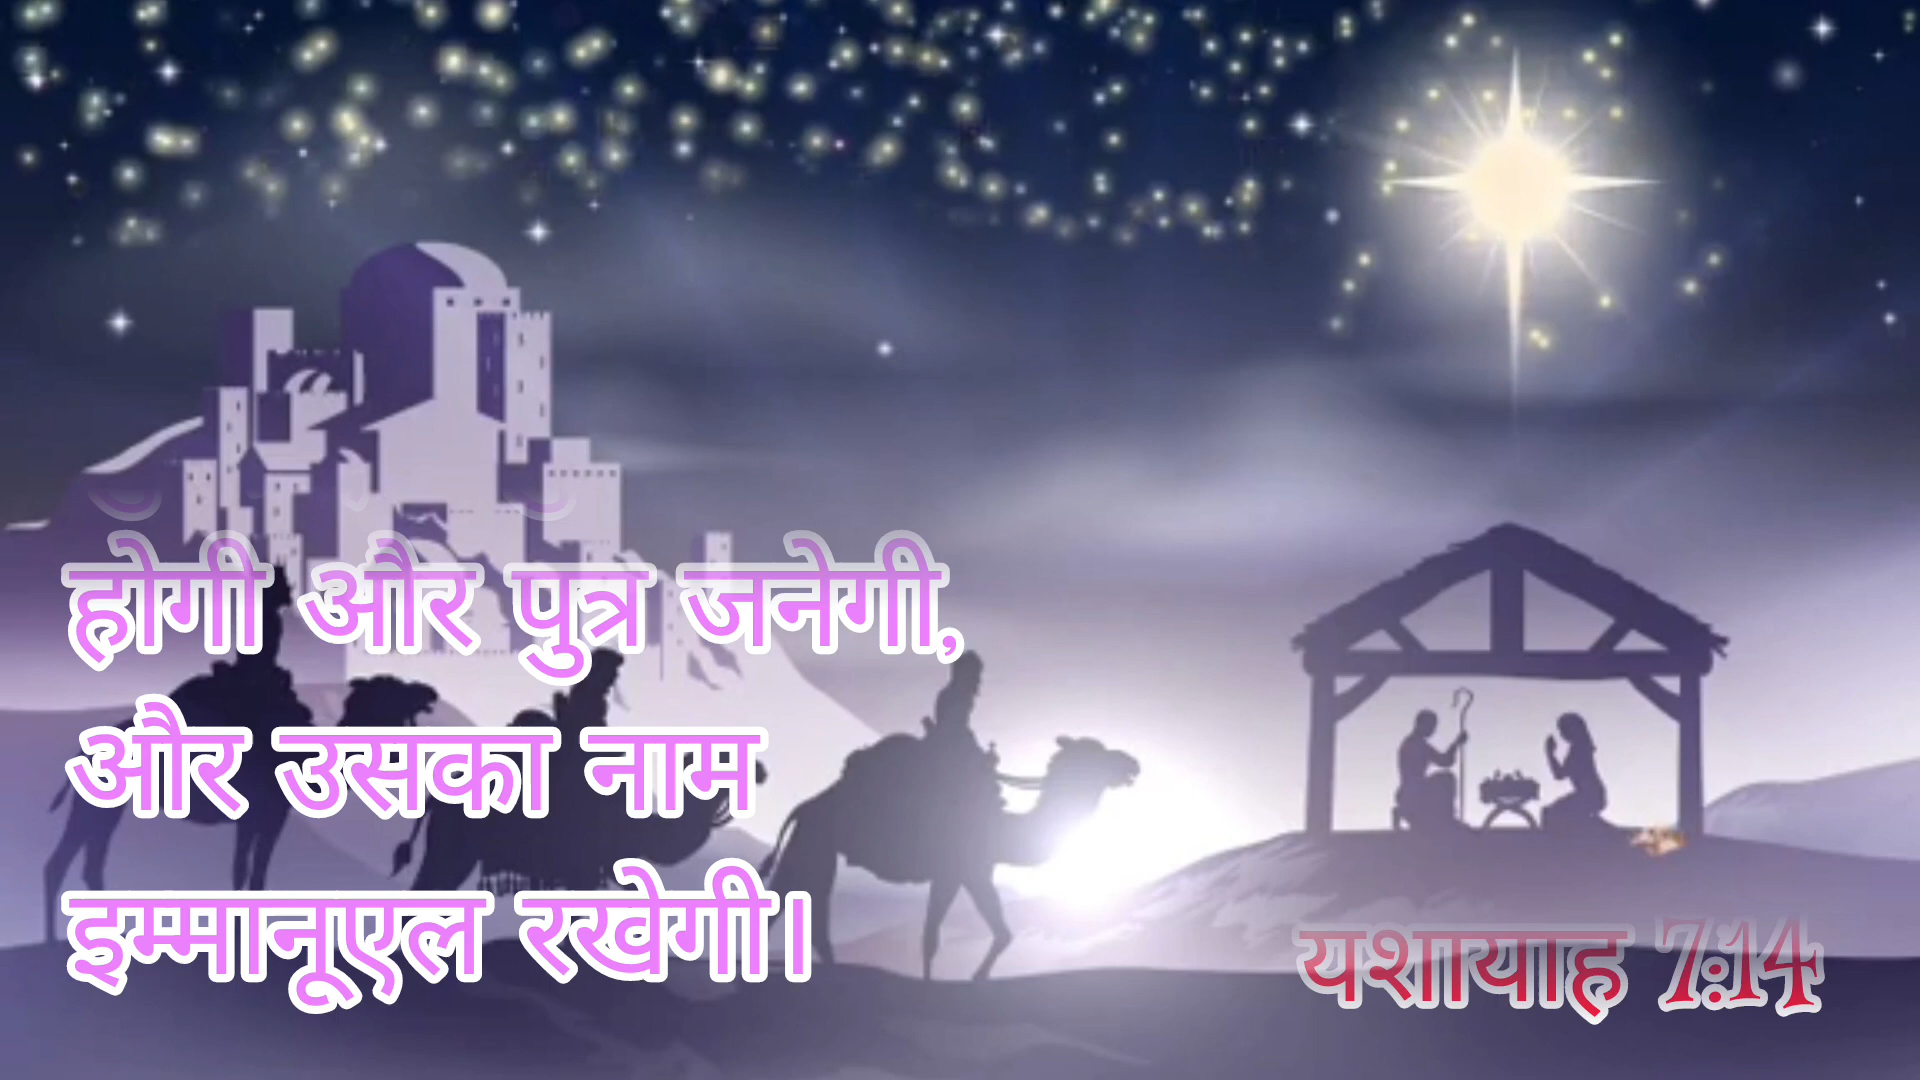 होगी और पुत्र जनेगी,
और उसका नाम
इम्मानूएल रखेगी।
यशायाह 7:14